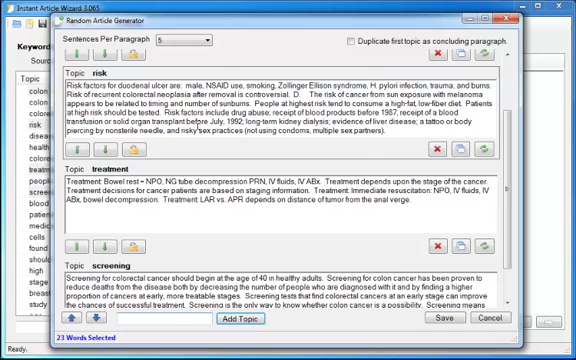 Instant Article Wizard 3.065
Random Article Generator
Sentences Per Paragraph 5
Duplicate first topic as concluding paragraph.
Keywo
Sour
Topic
colon
colon
color
risk
disease
health
screen
blood
patient
medic
cells
found
should
high
stage
study
Topic risk
Risk factors for duodenal ulcer are: male, NSAID use, smoking, Zollinger Ellison syndrome, H. pylori infection, trauma, and burns.
Risk of recurrent colorectal neoplasia after removal is controversial. D. The risk of cancer from sun exposure with melanoma
appears to be related to timing and number of sunburns. People at highest risk tend to consume a high-fat, low-fiber diet. Patients
at high risk should be tested. Risk factors include drug abuse; receipt of blood products before 1987, receipt of a blood
transfusion or solid organ transplant before July, 1992; long-term kidney dialysis; evidence of liver disease; a tattoo or body
piercing by nonsterile needle, and risky sex practices (not using condoms, multiple sex partners).
Topic treatment
Treatment: Bowel rest = NPO, NG tube decompression PRN, IV fluids, IV ABx. Treatment depends upon the stage of the cancer.
Treatment decisions for cancer patients are based on staging information. Treatment: Immediate resuscitation: NPO, IV fluids, IV
ABx, bowel decompression. Treatment: LAR vs. APR depends on distance of tumor from the anal verge.
Topic screening
Screening for colorectal cancer should begin at the age of 40 in healthy adults. Screening for colon cancer has been proven to
reduce deaths from the disease both by decreasing the number of people who are diagnosed with it and by finding a higher
proportion of cancers at early, more treatable stages. Screening tests that find colorectal cancers at an early stage can improve
the chances of successful treatment. Screening is the only way to know whether colon cancer is a possibility. Screening means
Add Topic
Save
Cancel
23 Words Selected